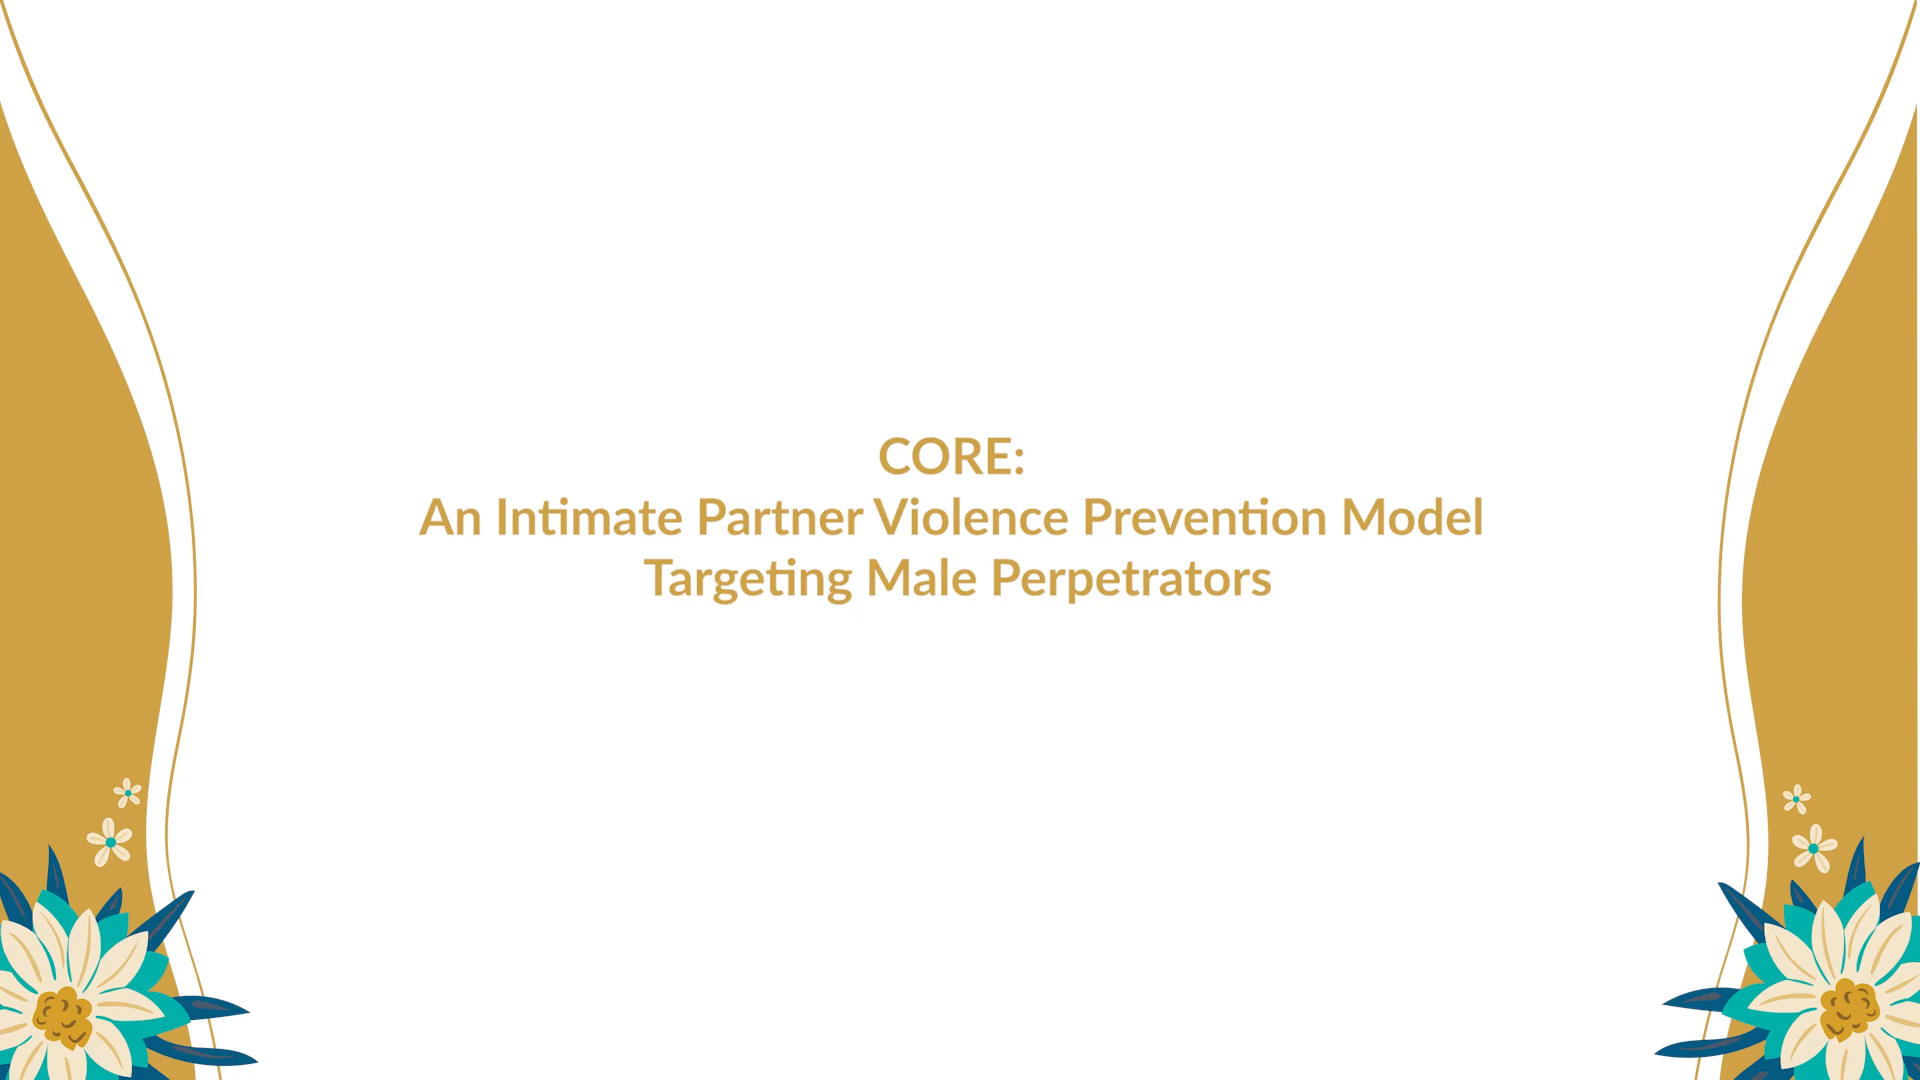 CORE:
An Intimate Partner Violence Prevention Model
Targeting Male Perpetrators